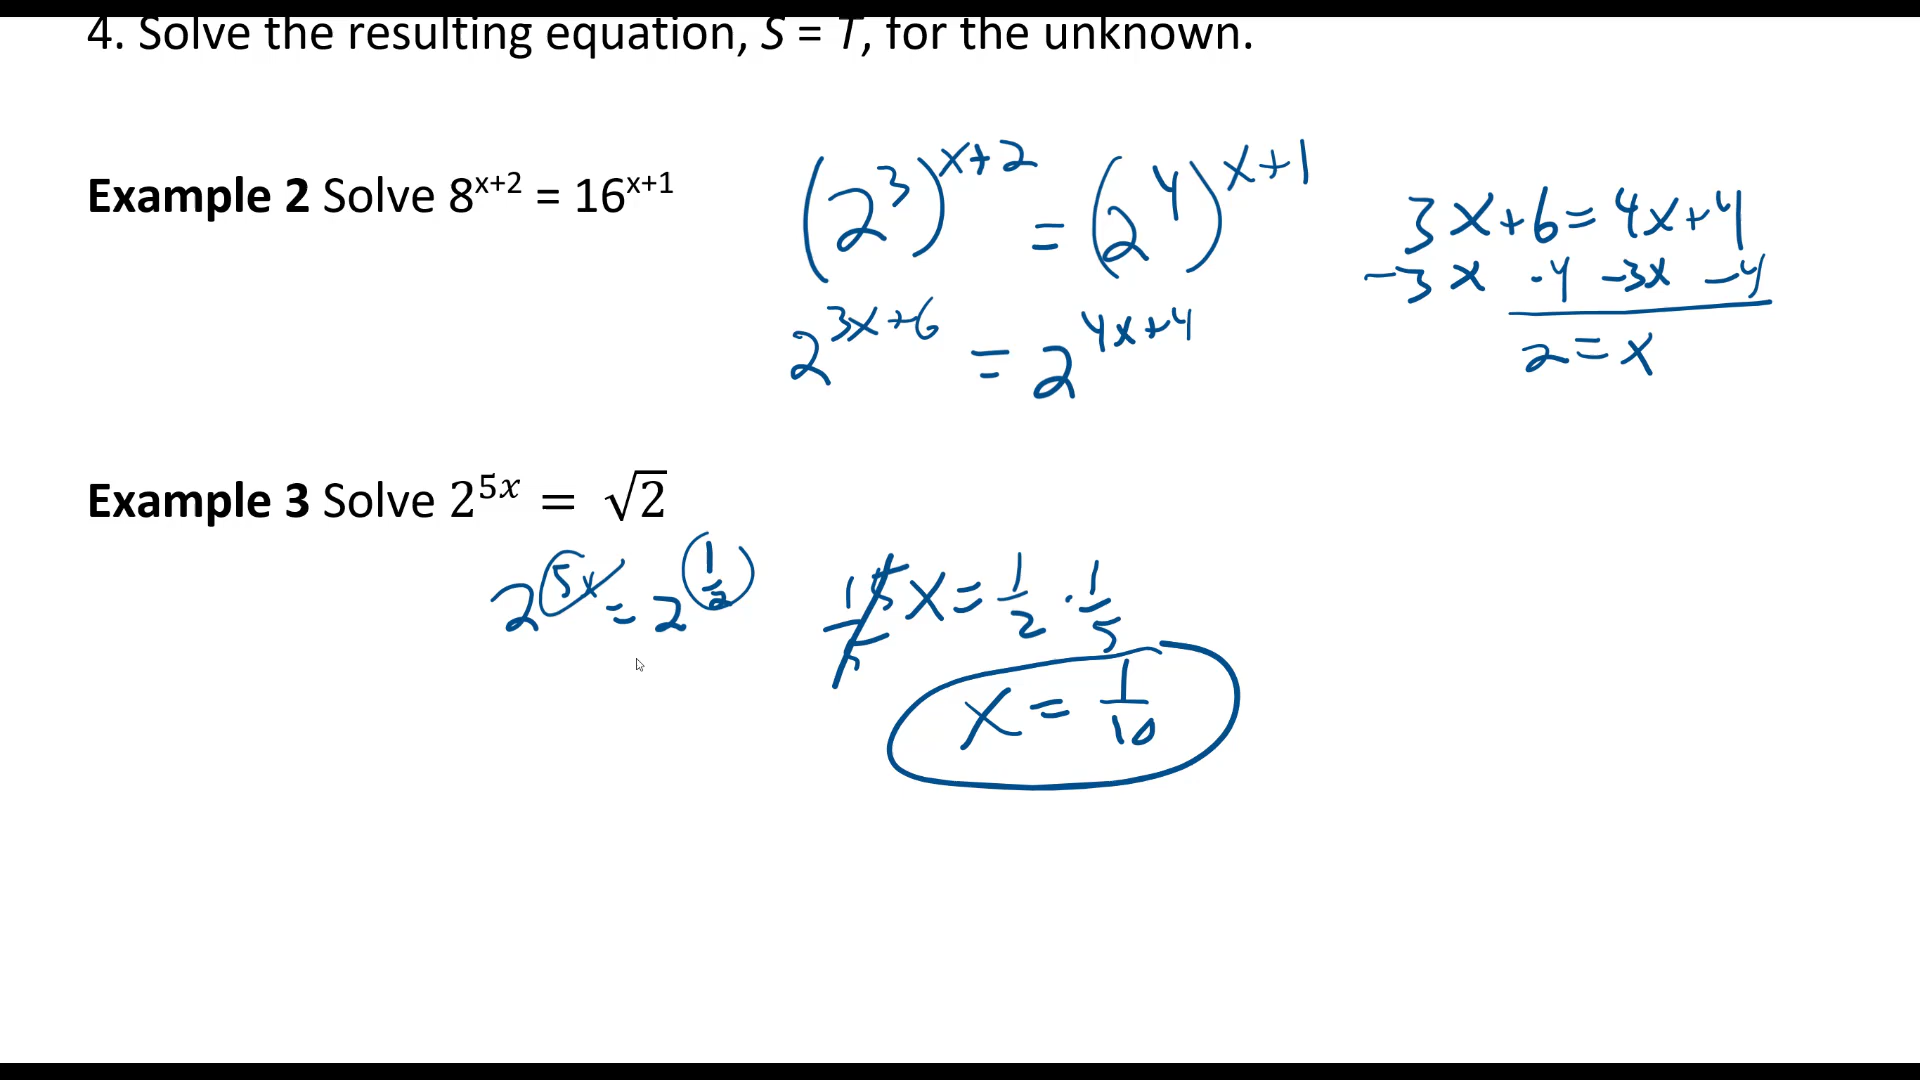 4. Solve the resulting equation, S = T, for the unknown.
Example 2 Solve 8^{x+2} = 16^{x+1}
(2^3)^{x+2} = (2^4)^{x+1}
2^{3x+6} = 2^{4x+4}
3x+6=4x+4
-3x -4 -3x -4
2=x
Example 3 Solve 2^{5x} = √2
2^{5x} = 2^{1/2}
1/5 5x = 1/2 · 1/5
x = 1/10